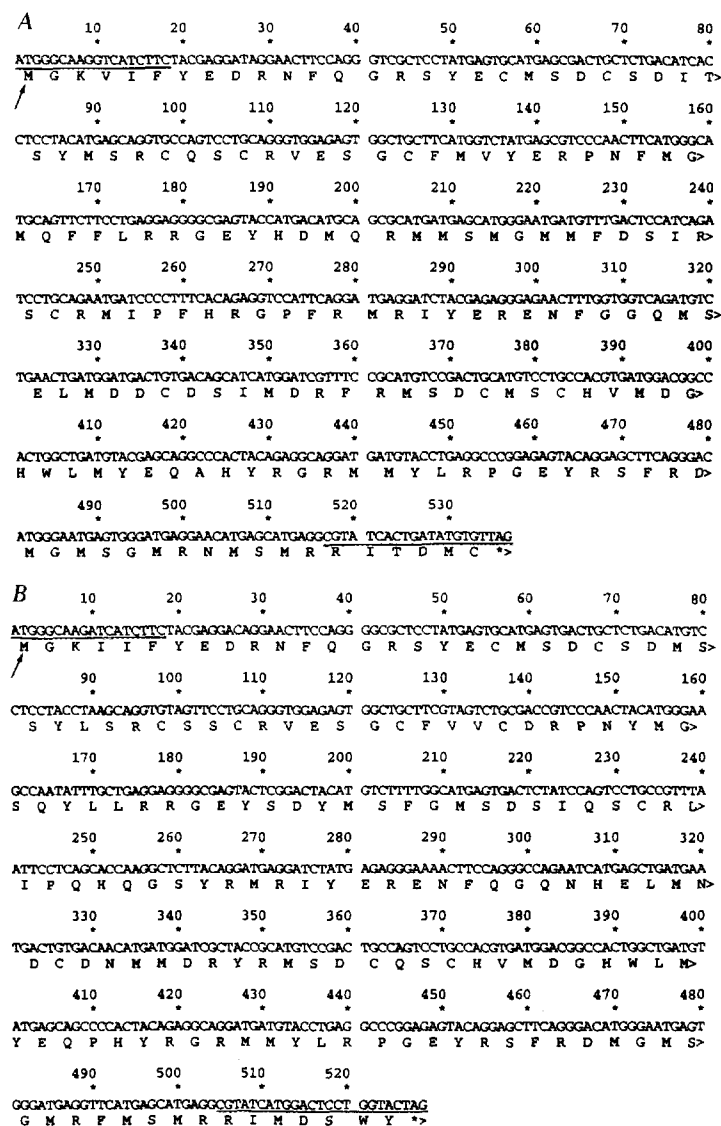 A
10 20 30 40 50 60 70 80
* * * * * * * *
ATGGGCAAGGTCATCTTCTACGAGGATAGGAACTTCCAGG GTCGCTCCTATGAGTGCATGAGCGACTGCTCTGACATCAC
M G K V I F Y E D R N F Q G R S Y E C M S D C S D I T>
90 100 110 120 130 140 150 160
* * * * * * * *
CTCCTACATGAGCAGGTGCCAGTCCTGCAGGGTGGAGAGT GGCTGCTTCATGGTCTATGAGCGTCCCAACTTCATGGGCA
S Y M S R C Q S C R V E S G C F M V Y E R P N F M G>
170 180 190 200 210 220 230 240
* * * * * * * *
TGCAGTTCTTCCTGAGGAGGGGCGAGTACCATGACATGCA GCGCATGATGAGCATGGGAATGATGTTTGACTCCATCAGA
M Q F F L R R G E Y H D M Q R M M S M G M M F D S I R>
250 260 270 280 290 300 310 320
* * * * * * * *
TCCTGCAGAATGATCCCCTTTCACAGAGGTCCATTCAGGA TGAGGATCTACGAGAGGGAGAACTTTGGTGGTCAGATGTC
S C R M I P F H R G P F R M R I Y E R E N F G G Q M S>
330 340 350 360 370 380 390 400
* * * * * * * *
TGAACTGATGGATGACTGTGACAGCATCATGGATCGTTTC CGCATGTCCGACTGCATGTCCTGCCACGTGATGGACGGCC
E L M D D C D S I M D R F R M S D C M S C H V M D G>
410 420 430 440 450 460 470 480
* * * * * * * *
ACTGGCTGATGTACGAGCAGGCCCACTACAGAGGCAGGAT GATGTACCTGAGGCCCGGAGAGTACAGGAGCTTCAGGGAC
H W L M Y E Q A H Y R G R M M Y L R P G E Y R S F R D>
490 500 510 520 530
* * * * *
ATGGGAATGAGTGGGATGAGGAACATGAGCATGAGGCGTA TCACTGATATGTGTTAG
M G M S G M R N M S M R R I T D M C *>
B
10 20 30 40 50 60 70 80
* * * * * * * *
ATGGGCAAGATCATCTTCTACGAGGACAGGAACTTCCAGG GGCGCTCCTATGAGTGCATGAGTGACTGCTCTGACATGTC
M G K I I F Y E D R N F Q G R S Y E C M S D C S D M S>
90 100 110 120 130 140 150 160
* * * * * * * *
CTCCTACCTAAGCAGGTGTAGTTCCTGCAGGGTGGAGAGT GGCTGCTTCGTAGTCTGCGACCGTCCCAACTACATGGGAA
S Y L S R C S S C R V E S G C F V V C D R P N Y M G>
170 180 190 200 210 220 230 240
* * * * * * * *
GCCAATATTTGCTGAGGAGGGGCGAGTACTCGGACTACAT GTCTTTTGGCATGAGTGACTCTATCCAGTCCTGCCGTTTA
S Q Y L L R R G E Y S D Y M S F G M S D S I Q S C R L>
250 260 270 280 290 300 310 320
* * * * * * * *
ATTCCTCAGCACCAAGGCTCTTACAGGATGAGGATCTATG AGAGGGAAAACTTCCAGGGCCAGAATCATGAGCTGATGAA
I P Q H Q G S Y R M R I Y E R E N F Q G Q N H E L M N>
330 340 350 360 370 380 390 400
* * * * * * * *
TGACTGTGACAACATGATGGATCGCTACCGCATGTCCGAC TGCCAGTCCTGCCACGTGATGGACGGCCACTGGCTGATGT
D C D N M M D R Y R M S D C Q S C H V M D G H W L M>
410 420 430 440 450 460 470 480
* * * * * * * *
ATGAGCAGCCCCACTACAGAGGCAGGATGATGTACCTGAG GCCCGGAGAGTACAGGAGCTTCAGGGACATGGGAATGAGT
Y E Q P H Y R G R M M Y L R P G E Y R S F R D M G M S>
490 500 510 520
* * * *
GGGATGAGGTTCATGAGCATGAGGCGTATCATGGACTCCT GGTACTAG
G M R F M S M R R I M D S W Y *>